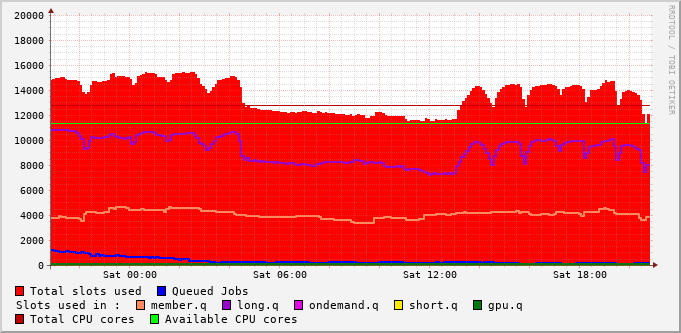 20000
18000
16000
14000
12000
10000
8000
6000
4000
2000
0
Sat 00:00 Sat 06:00 Sat 12:00 Sat 18:00
Total slots used Queued Jobs
Slots used in : member.q long.q ondemand.q short.q gpu.q
Total CPU cores Available CPU cores
RRDTOOL / TOBI OETIKER